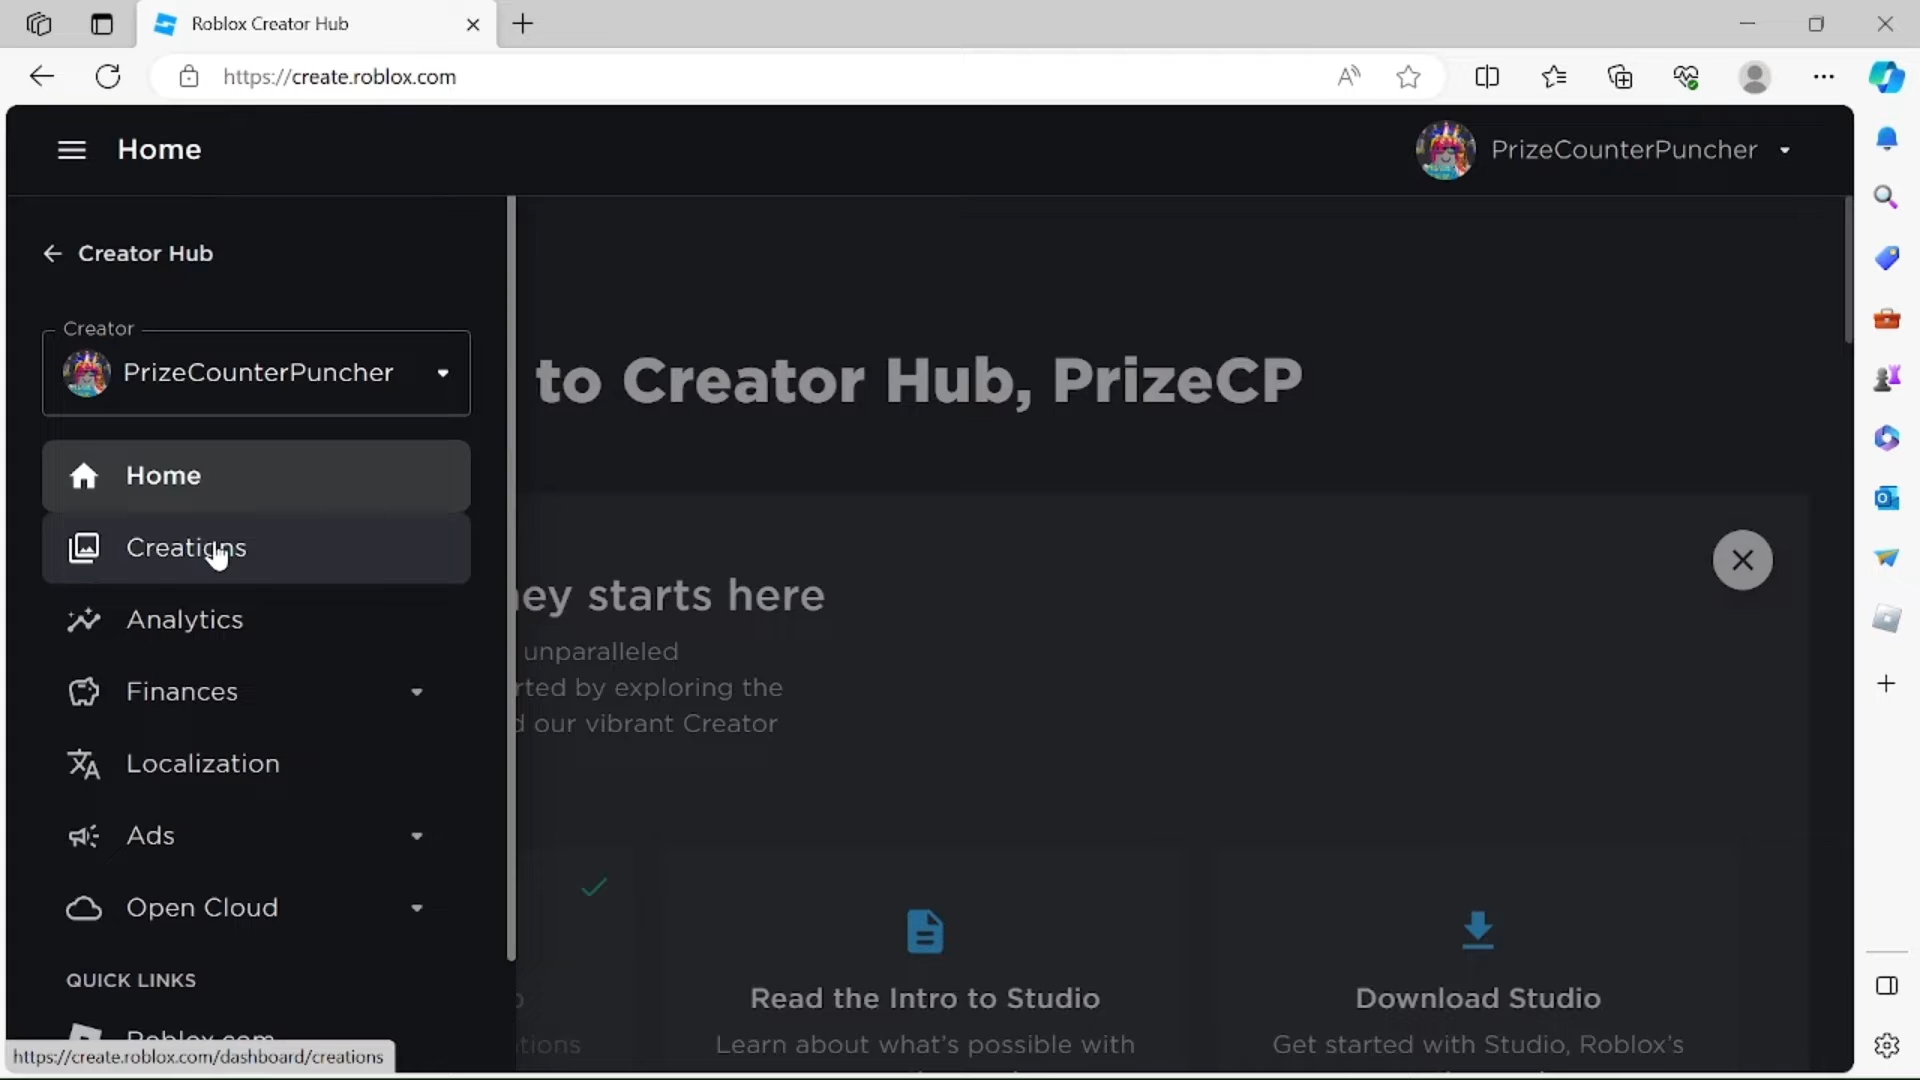 Roblox Creator Hub
https://create.roblox.com
Home
PrizeCounterPuncher
Creator Hub
Creator
PrizeCounterPuncher
to Creator Hub, PrizeCP
Home
Creations
Analytics
Finances
Localization
Ads
Open Cloud
QUICK LINKS
Roblox.com
https://create.roblox.com/dashboard/creations
ey starts here
unparalleled
rted by exploring the
d our vibrant Creator
Read the Intro to Studio
Learn about what's possible with
Download Studio
Get started with Studio, Roblox's
tions